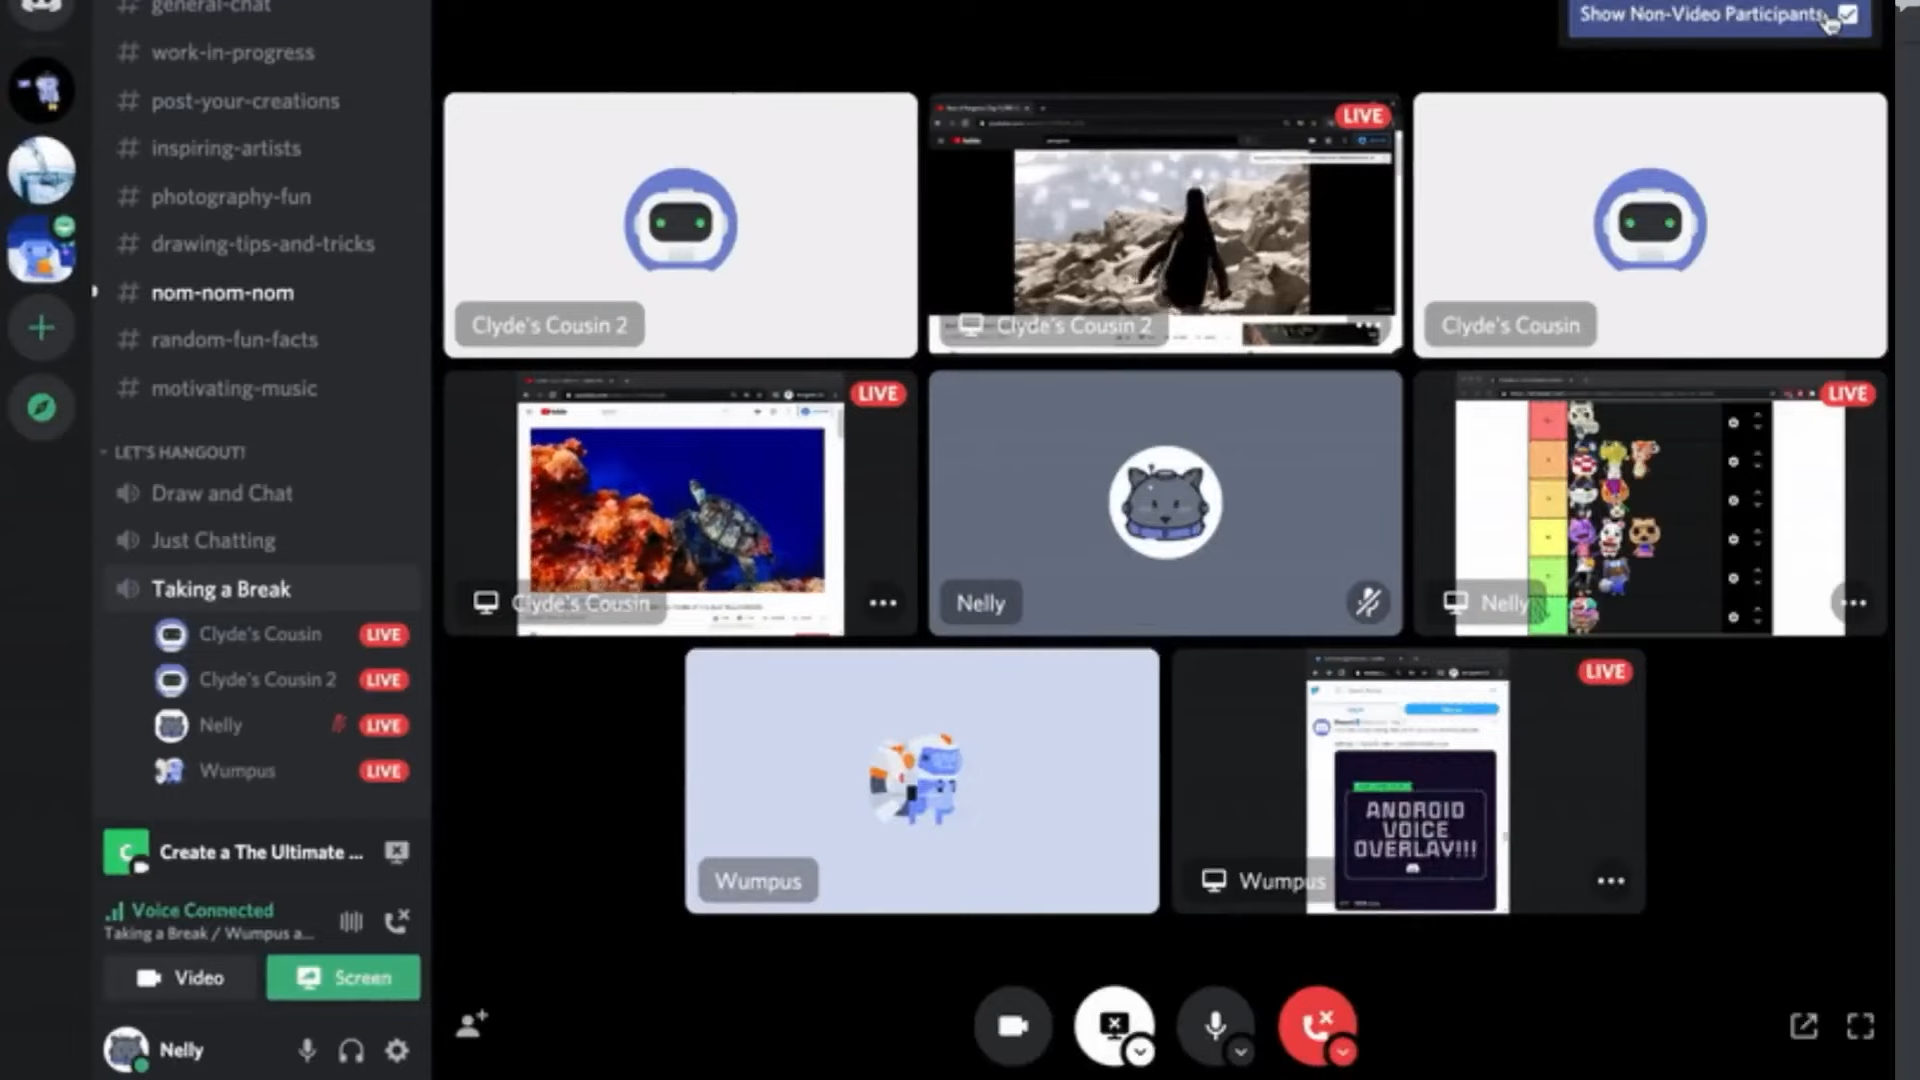 general-chat
work-in-progress
post-your-creations
inspiring-artists
photography-fun
drawing-tips-and-tricks
nom-nom-nom
random-fun-facts
motivating-music
LET'S HANGOUT!
Draw and Chat
Just Chatting
Taking a Break
Clyde's Cousin LIVE
Clyde's Cousin 2 LIVE
Nelly LIVE
Wumpus LIVE
C Create a The Ultimate ...
Voice Connected
Taking a Break / Wumpus a...
Video Screen
Nelly
Show Non-Video Participants
Clyde's Cousin 2
LIVE
Clyde's Cousin 2
Clyde's Cousin
LIVE
Clyde's Cousin
Nelly
LIVE
Nelly
Wumpus
LIVE
ANDROID
VOICE
OVERLAY!!!
Wumpus